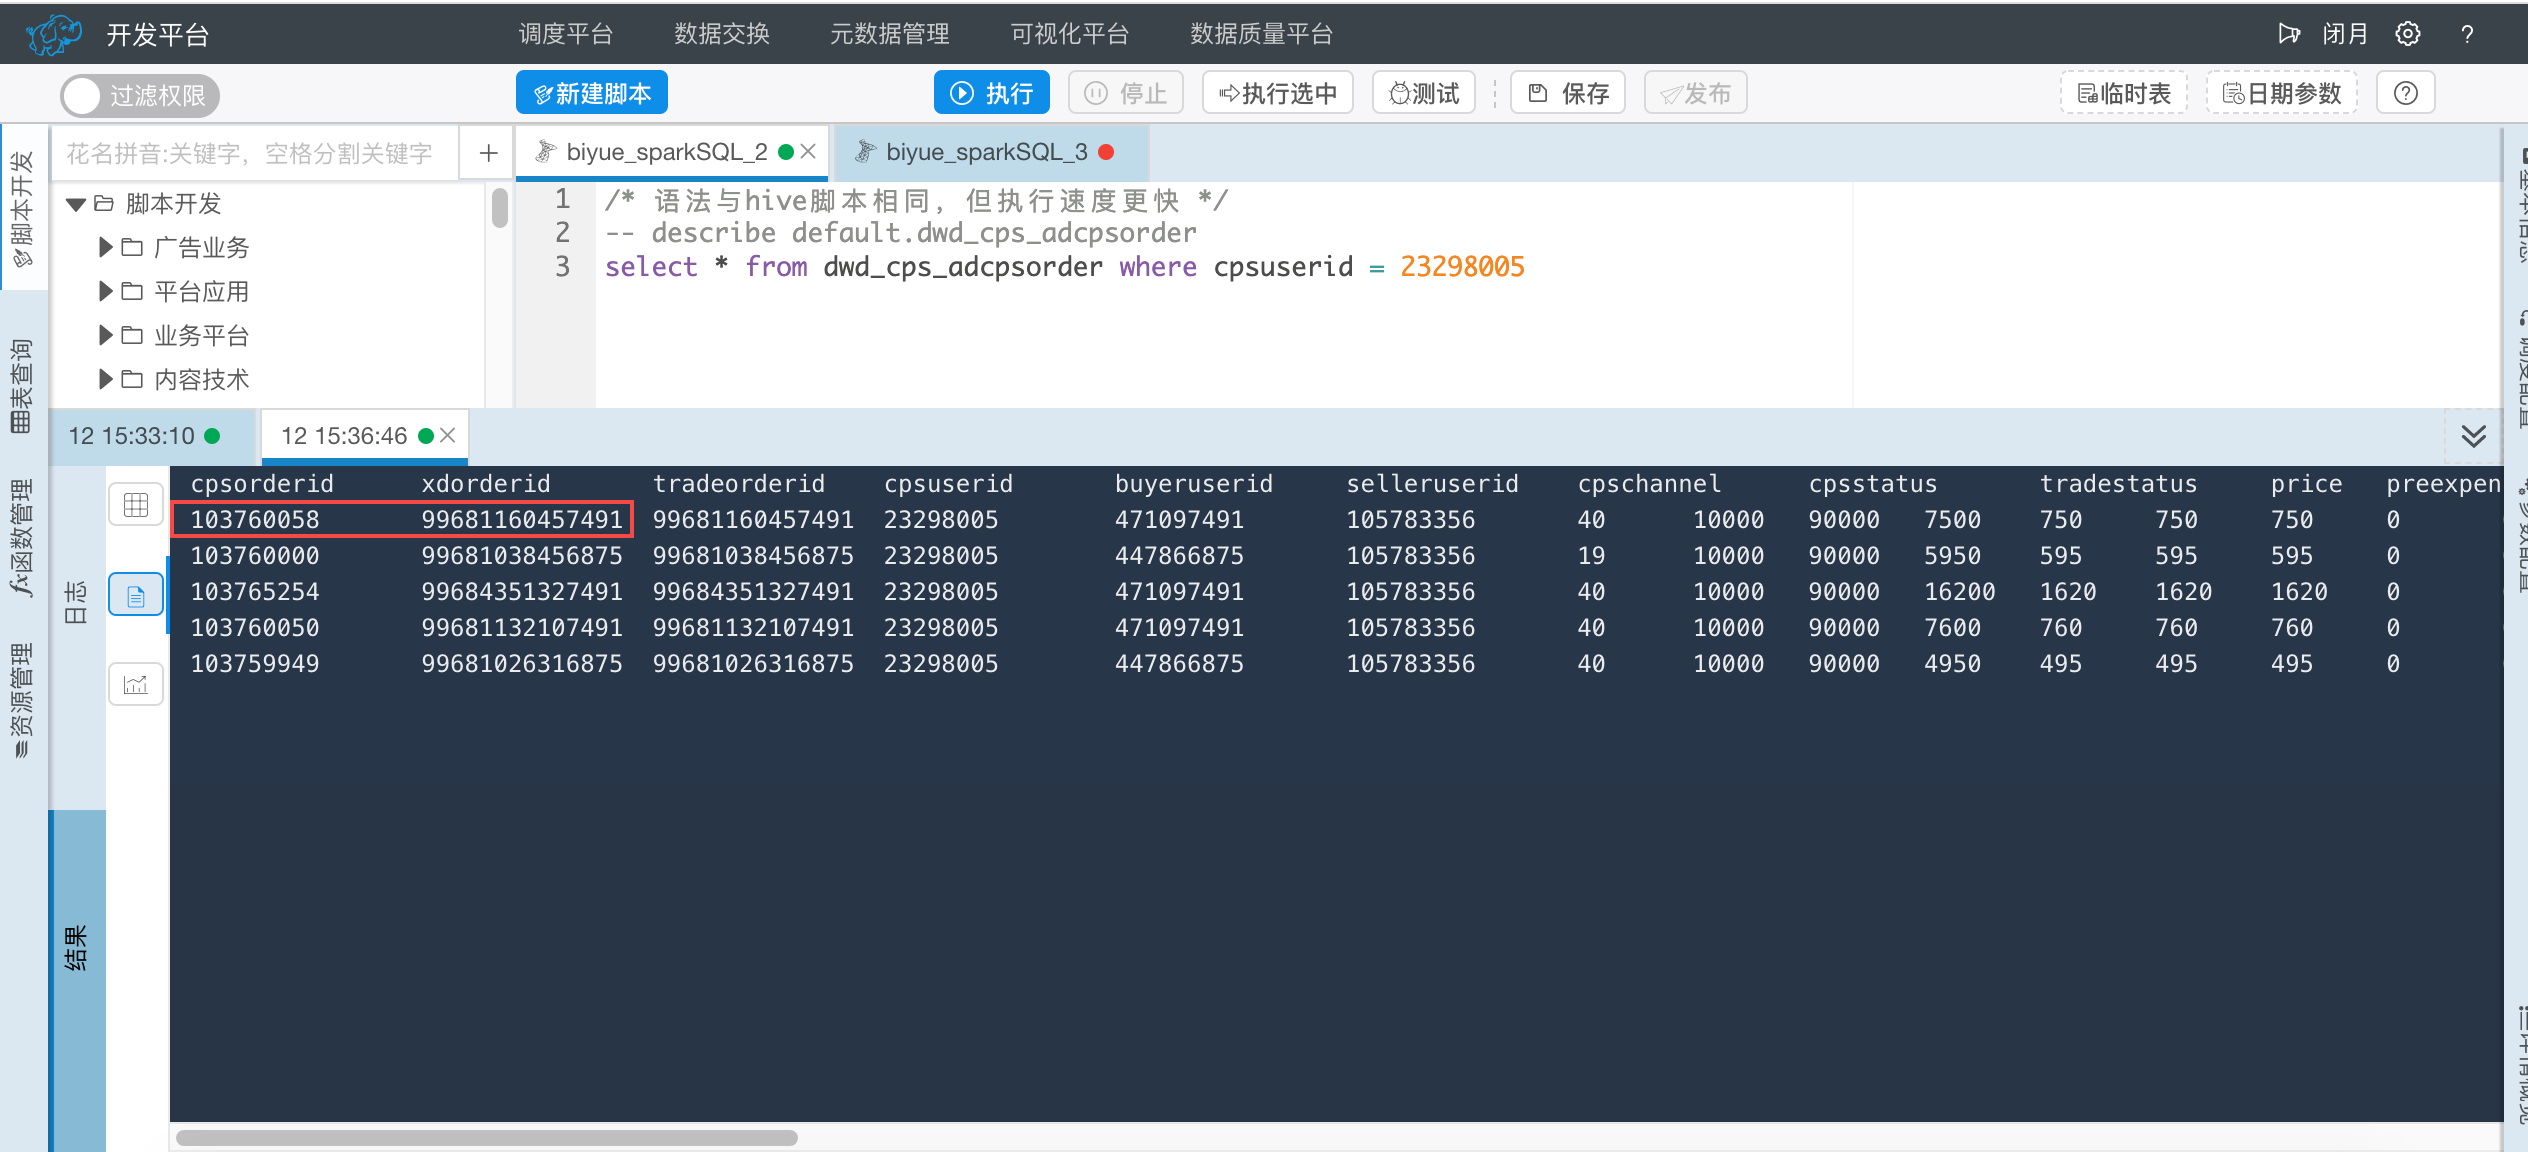 开发平台 调度平台 数据交换 元数据管理 可视化平台 数据质量平台 闭月 ?
过滤权限 新建脚本 执行 停止 执行选中 测试 保存 发布 临时表 日期参数 ?
脚本开发
表查询
fx函数管理
资源管理
花名拼音:关键字，空格分割关键字 +
脚本开发
广告业务
平台应用
业务平台
内容技术
biyue_sparkSQL_2 biyue_sparkSQL_3
1 /* 语法与hive脚本相同，但执行速度更快 */
2 -- describe default.dwd_cps_adcpsorder
3 select * from dwd_cps_adcpsorder where cpsuserid = 23298005
12 15:33:10 12 15:36:46
日志
结果
cpsorderid xdorderid tradeorderid cpsuserid buyeruserid selleruserid cpschannel cpsstatus tradestatus price preexpen
103760058 99681160457491 99681160457491 23298005 471097491 105783356 40 10000 90000 7500 750 750 750 0
103760000 99681038456875 99681038456875 23298005 447866875 105783356 19 10000 90000 5950 595 595 595 0
103765254 99684351327491 99684351327491 23298005 471097491 105783356 40 10000 90000 16200 1620 1620 1620 0
103760050 99681132107491 99681132107491 23298005 471097491 105783356 40 10000 90000 7600 760 760 760 0
103759949 99681026316875 99681026316875 23298005 447866875 105783356 40 10000 90000 4950 495 495 495 0